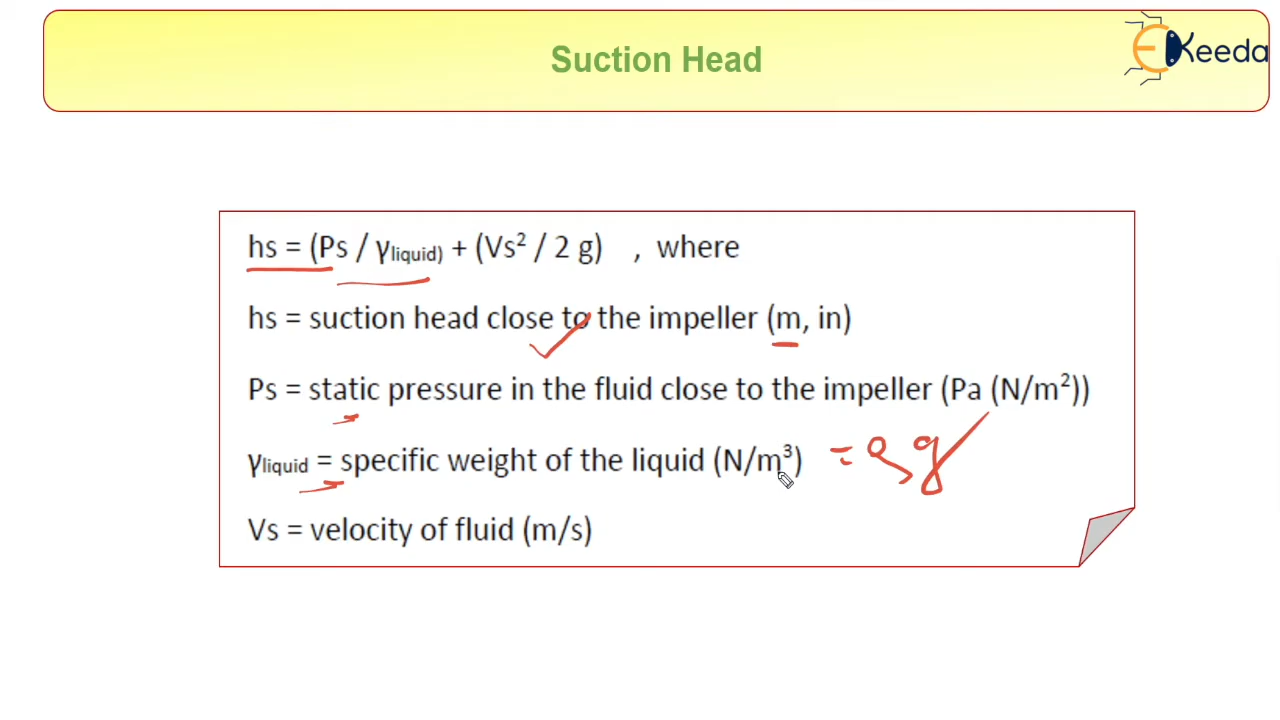 Suction Head
EKeeda
hs = (Ps / γliquid) + (Vs² / 2 g) , where
hs = suction head close to the impeller (m, in)
Ps = static pressure in the fluid close to the impeller (Pa (N/m²))
γliquid = specific weight of the liquid (N/m³) = ρg
Vs = velocity of fluid (m/s)